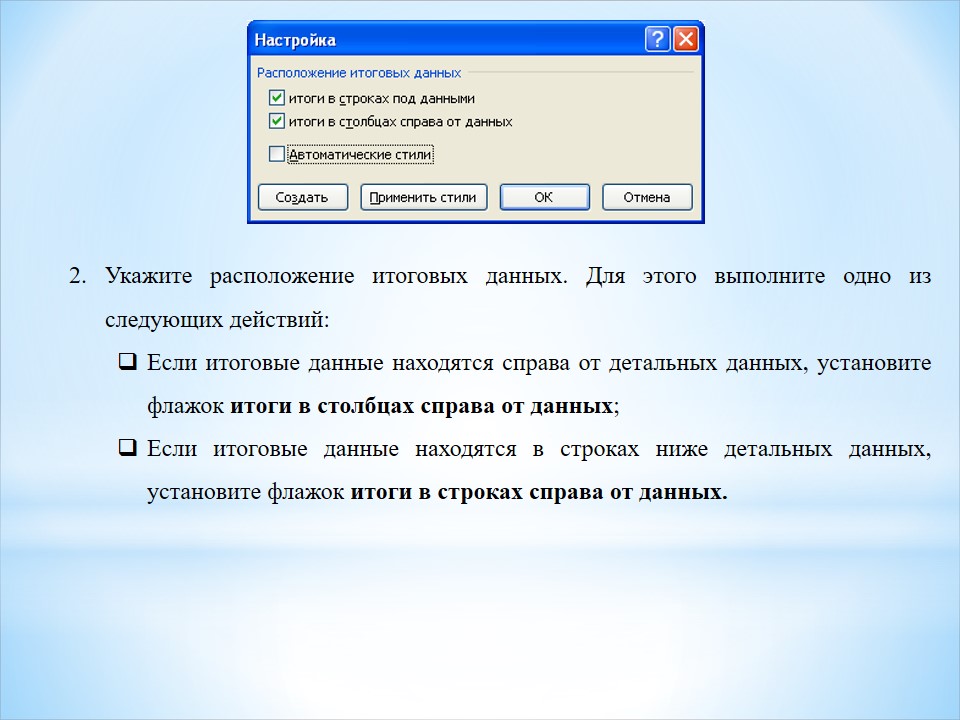 Настройка
Расположение итоговых данных
итоги в строках под данными
итоги в столбцах справа от данных
Автоматические стили
Создать Применить стили ОК Отмена
2. Укажите расположение итоговых данных. Для этого выполните одно из
следующих действий:
Если итоговые данные находятся справа от детальных данных, установите
флажок итоги в столбцах справа от данных;
Если итоговые данные находятся в строках ниже детальных данных,
установите флажок итоги в строках справа от данных.